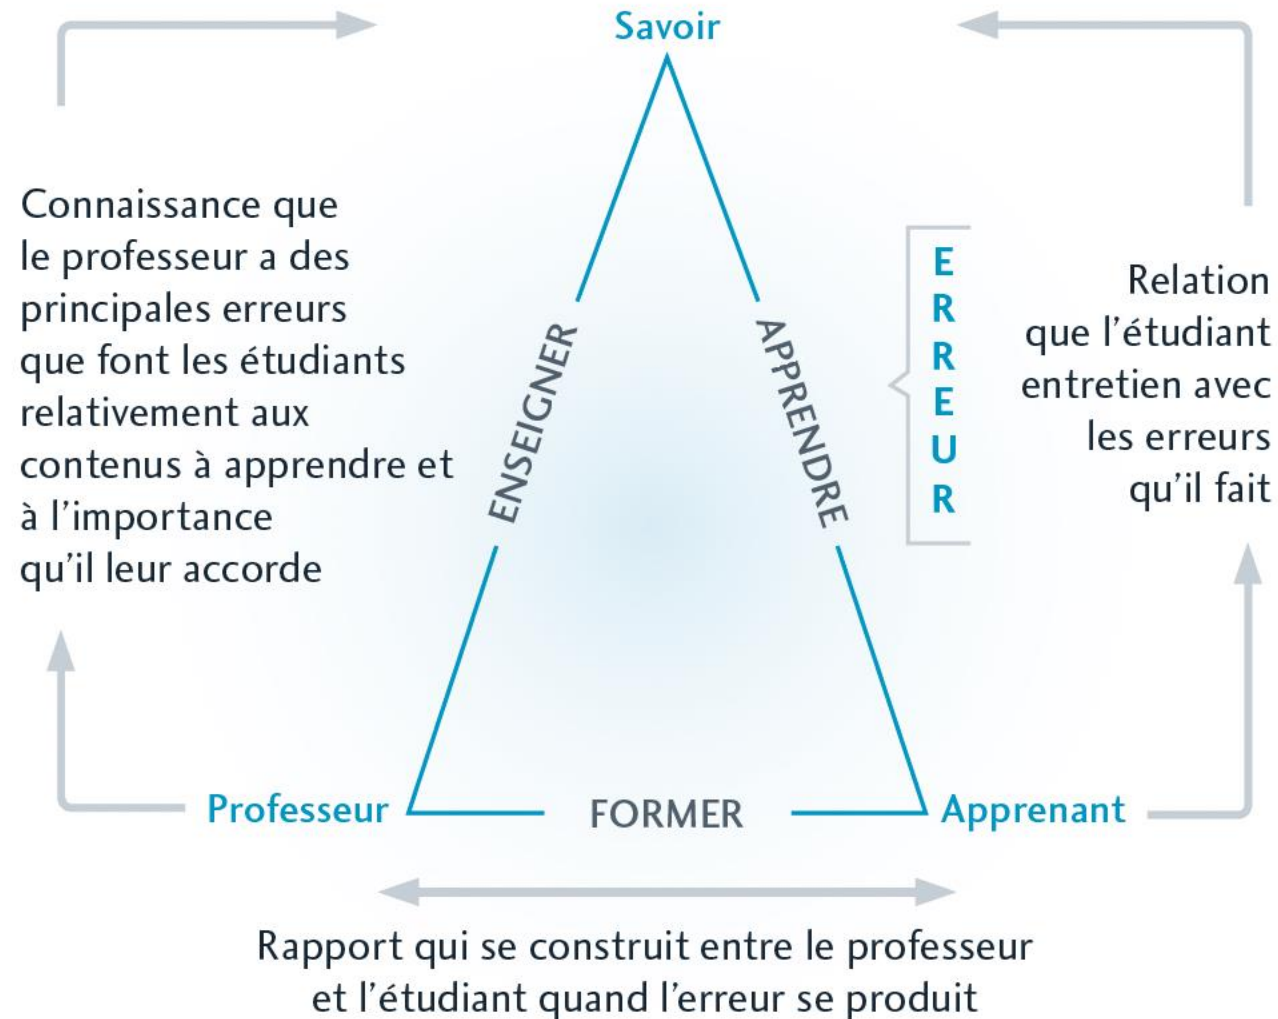 Savoir
Connaissance que
le professeur a des
principales erreurs
que font les étudiants
relativement aux
contenus à apprendre et
à l’importance
qu’il leur accorde
ENSEIGNER
APPRENDRE
E
R
R
E
U
R
Relation
que l’étudiant
entretien avec
les erreurs
qu’il fait
Professeur
FORMER
Apprenant
Rapport qui se construit entre le professeur
et l’étudiant quand l’erreur se produit